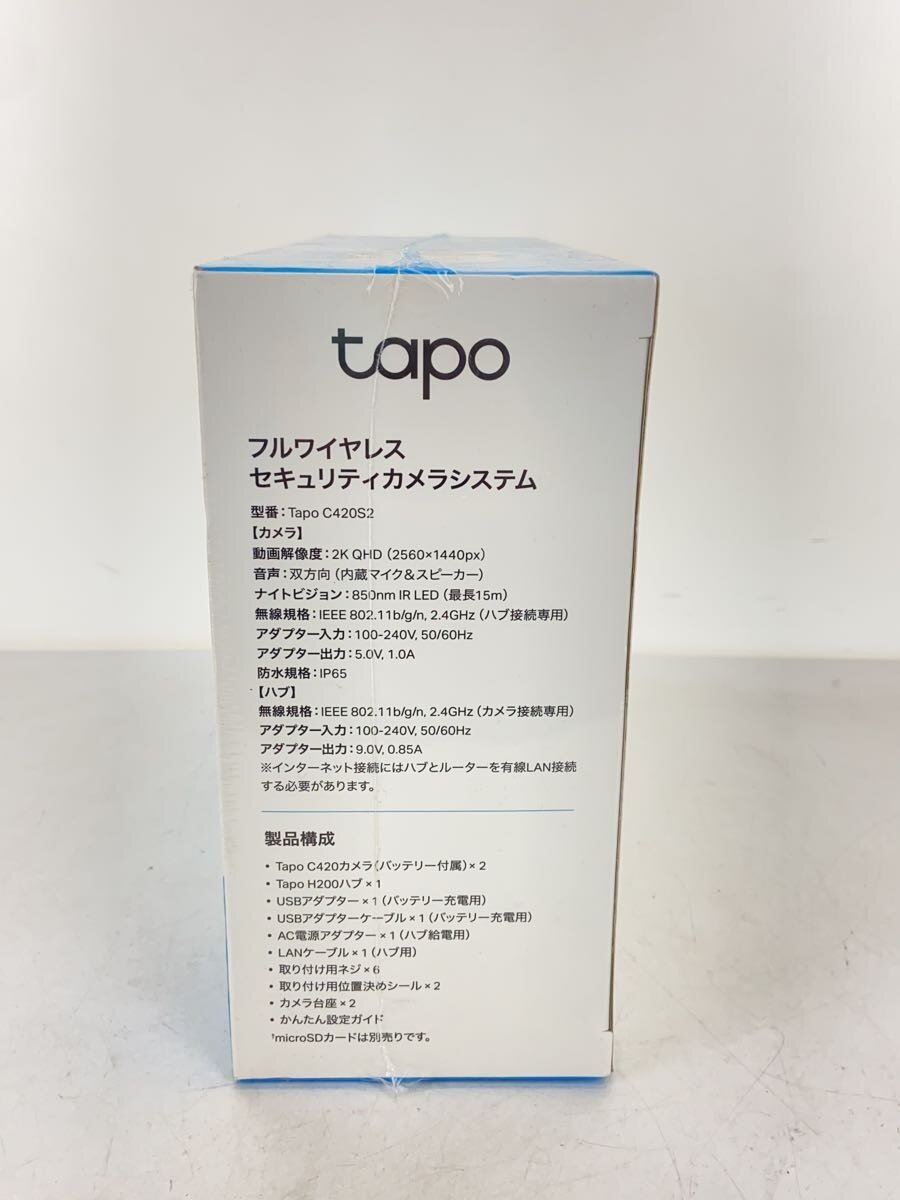 tapo
フルワイヤレス
セキュリティカメラシステム
型番：Tapo C420S2
【カメラ】
動画解像度：2K QHD（2560×1440px）
音声：双方向（内蔵マイク＆スピーカー）
ナイトビジョン：850nm IR LED（最長15m）
無線規格：IEEE 802.11b/g/n, 2.4GHz（ハブ接続専用）
アダプター入力：100-240V, 50/60Hz
アダプター出力：5.0V, 1.0A
防水規格：IP65
【ハブ】
無線規格：IEEE 802.11b/g/n, 2.4GHz（カメラ接続専用）
アダプター入力：100-240V, 50/60Hz
アダプター出力：9.0V, 0.85A
※インターネット接続にはハブとルーターを有線LAN接続
する必要があります。
製品構成
• Tapo C420カメラ（バッテリー付属）× 2
• Tapo H200ハブ × 1
• USBアダプター × 1（バッテリー充電用）
• USBアダプターケーブル × 1（バッテリー充電用）
• AC電源アダプター × 1（ハブ給電用）
• LANケーブル × 1（ハブ用）
• 取り付け用ネジ × 6
• 取り付け用位置決めシール × 2
• カメラ台座 × 2
• かんたん設定ガイド
†microSDカードは別売りです。